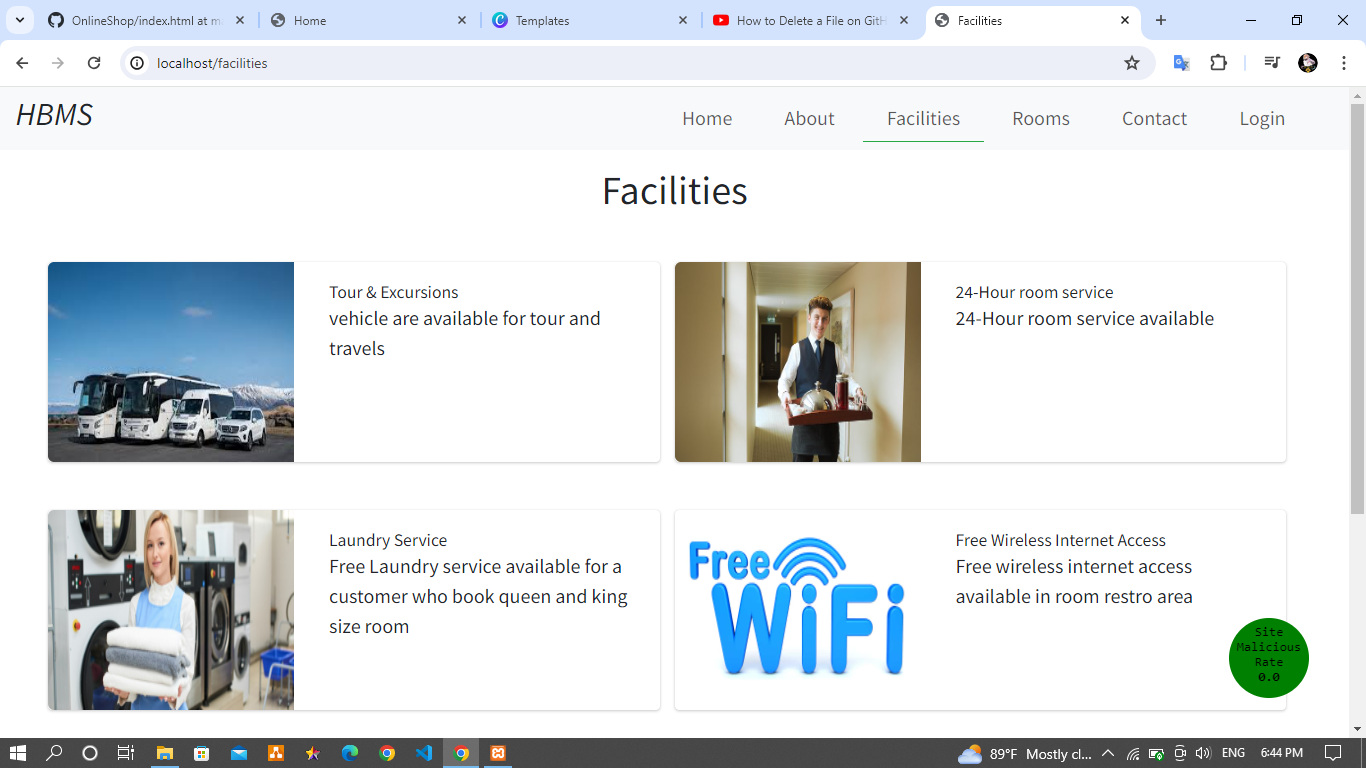 OnlineShop/index.html at ma
Home
Templates
How to Delete a File on GitH
Facilities
localhost/facilities
HBMS
Home
About
Facilities
Rooms
Contact
Login
Facilities
Tour & Excursions
vehicle are available for tour and
travels
24-Hour room service
24-Hour room service available
Laundry Service
Free Laundry service available for a
customer who book queen and king
size room
Free
WiFi
Free Wireless Internet Access
Free wireless internet access
available in room restro area
Site
Malicious
Rate
0.0
89°F Mostly cl...
ENG
6:44 PM